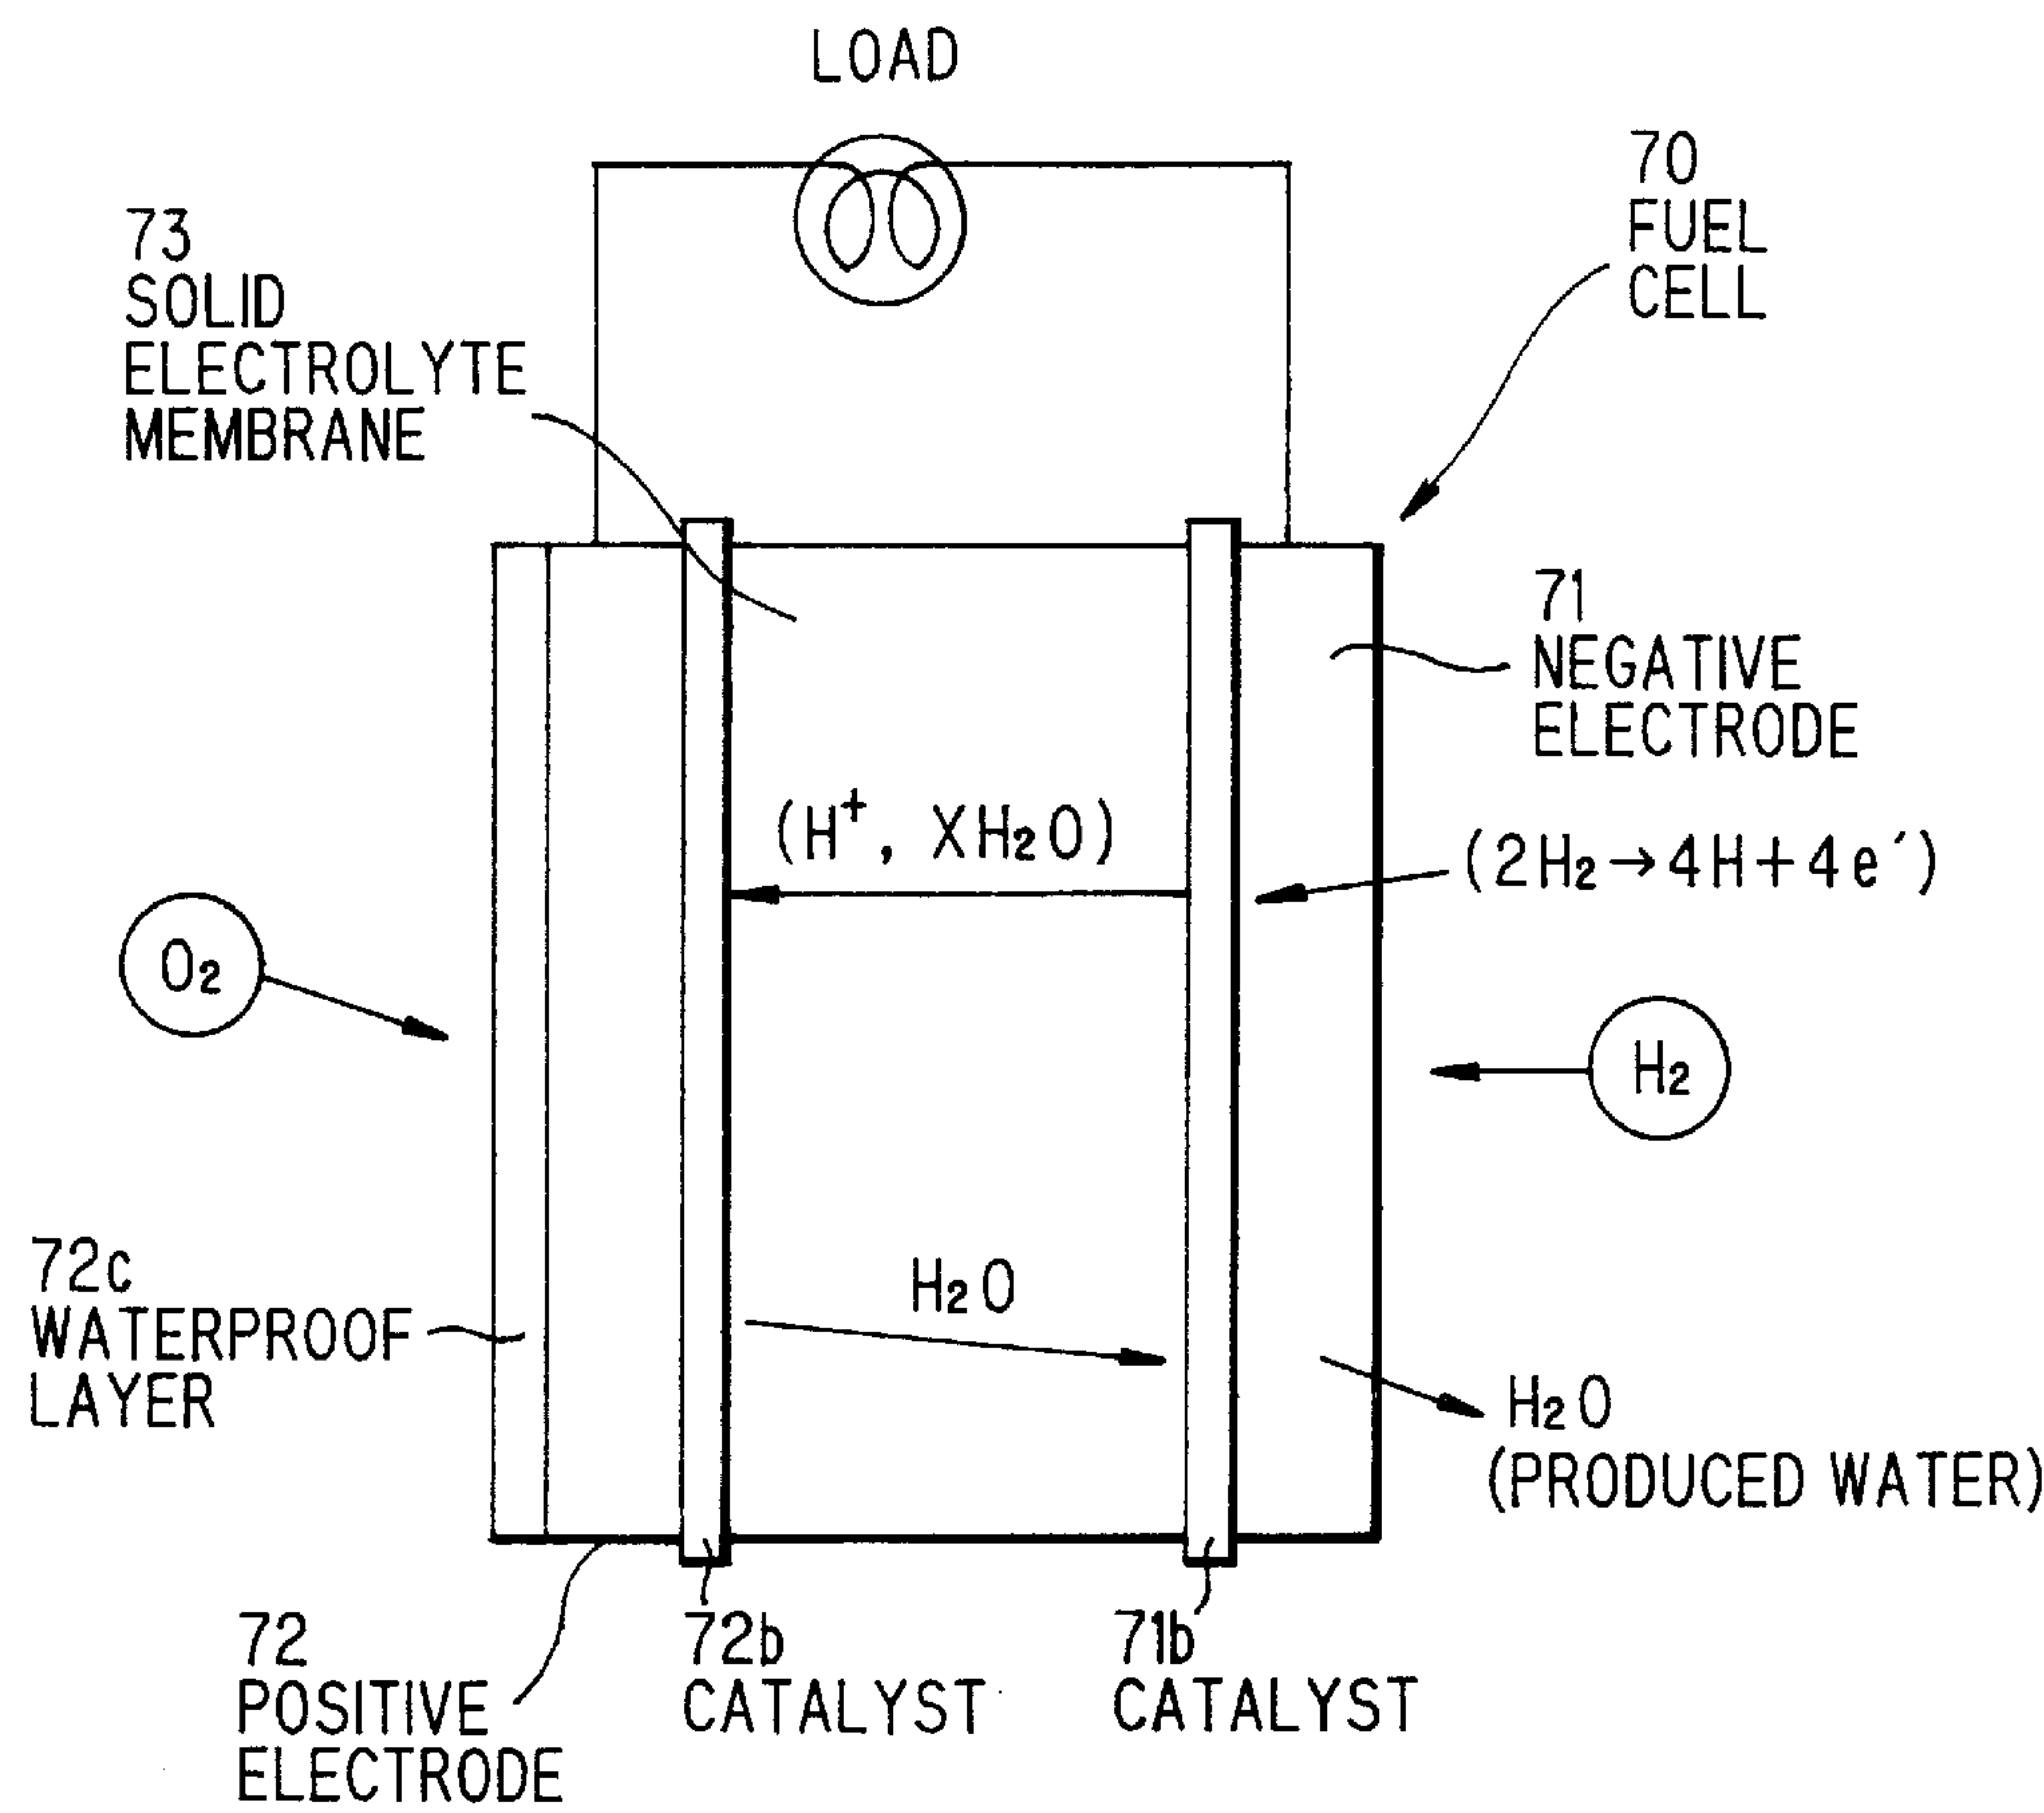 LOAD
70
FUEL
CELL
73
SOLID
ELECTROLYTE
MEMBRANE
71
NEGATIVE
ELECTRODE
(H⁺, XH₂O)
(2H₂→4H+4e´)
O₂
H₂
72c
WATERPROOF
LAYER
H₂O
H₂O
(PRODUCED WATER)
72
POSITIVE
ELECTRODE
72b
CATALYST
71b
CATALYST